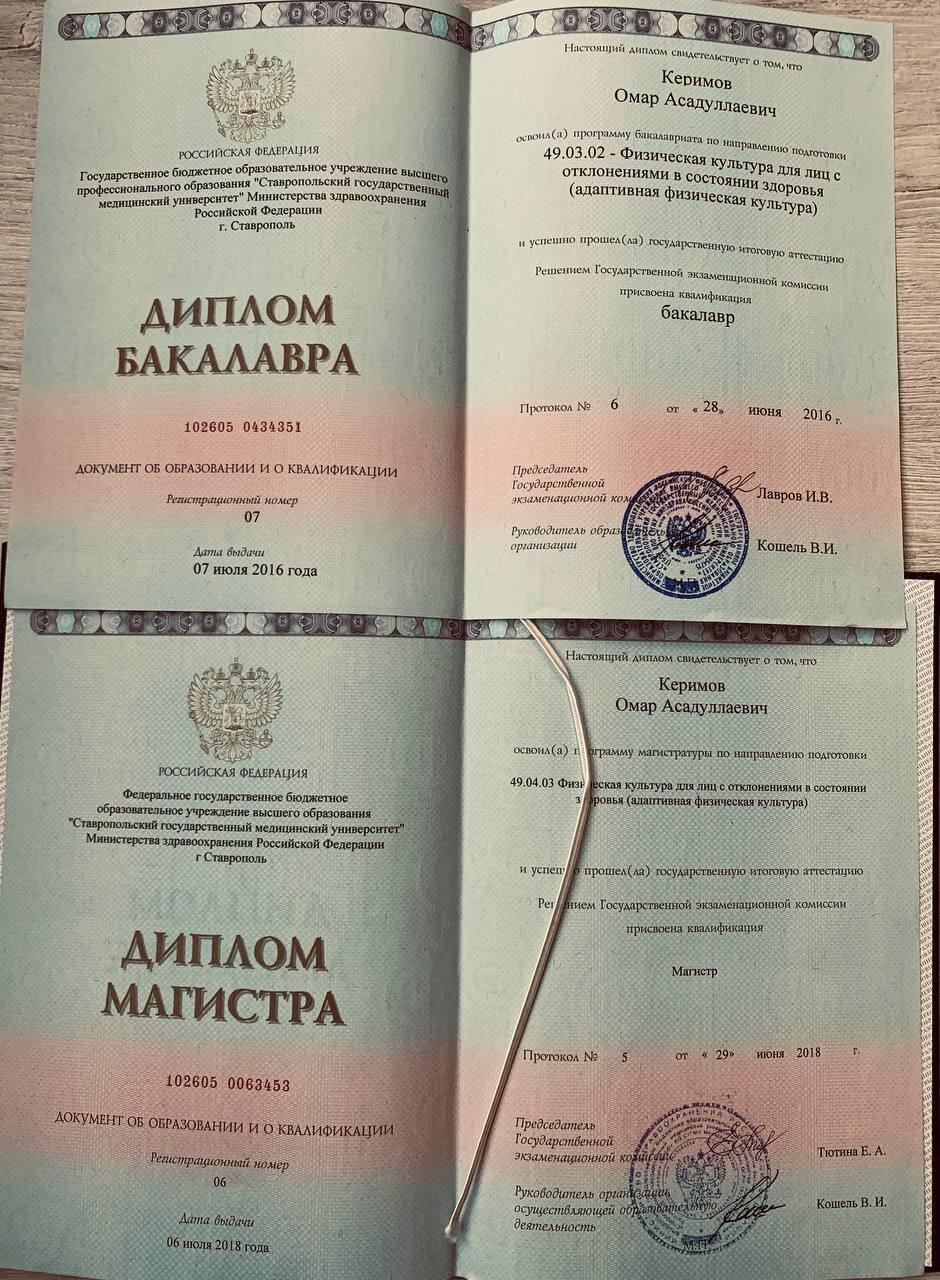 РОССИЙСКАЯ ФЕДЕРАЦИЯ
Государственное бюджетное образовательное учреждение высшего
профессионального образования "Ставропольский государственный
медицинский университет" Министерства здравоохранения
Российской Федерации
г. Ставрополь
ДИПЛОМ
БАКАЛАВРА
102605 0434351
ДОКУМЕНТ ОБ ОБРАЗОВАНИИ И О КВАЛИФИКАЦИИ
Регистрационный номер
07
Дата выдачи
07 июля 2016 года
Настоящий диплом свидетельствует о том, что
Керимов
Омар Асадуллаевич
освоил(а) программу бакалавриата по направлению подготовки
49.03.02 - Физическая культура для лиц с
отклонениями в состоянии здоровья
(адаптивная физическая культура)
и успешно прошел(ла) государственную итоговую аттестацию
Решением Государственной экзаменационной комиссии
присвоена квалификация
бакалавр
Протокол № 6 от « 28» июня 2016 г.
Председатель
Государственной
экзаменационной ком
Лавров И.В.
Руководитель образовательной
организации
Кошель В.И.
М.П.
РОССИЙСКАЯ ФЕДЕРАЦИЯ
Федеральное государственное бюджетное
образовательное учреждение высшего образования
"Ставропольский государственный медицинский университет"
Министерства здравоохранения Российской Федерации
г Ставрополь
ДИПЛОМ
МАГИСТРА
102605 0063453
ДОКУМЕНТ ОБ ОБРАЗОВАНИИ И О КВАЛИФИКАЦИИ
Регистрационный номер
06
Дата выдачи
06 июля 2018 года
Настоящий диплом свидетельствует о том, что
Керимов
Омар Асадуллаевич
освоил(а) программу магистратуры по направлению подготовки
49.04.03 Физическая культура для лиц с отклонениями в состоянии
здоровья (адаптивная физическая культура)
и успешно прошел(ла) государственную итоговую аттестацию
Решением Государственной экзаменационной комиссии
присвоена квалификация
Магистр
Протокол № 5 от « 29» июня 2018 г.
Председатель
Государственной
экзаменационной комиссии
Тютина Е. А.
Руководитель организации,
осуществляющей образовательную
деятельность
Кошель В. И.
М.П.